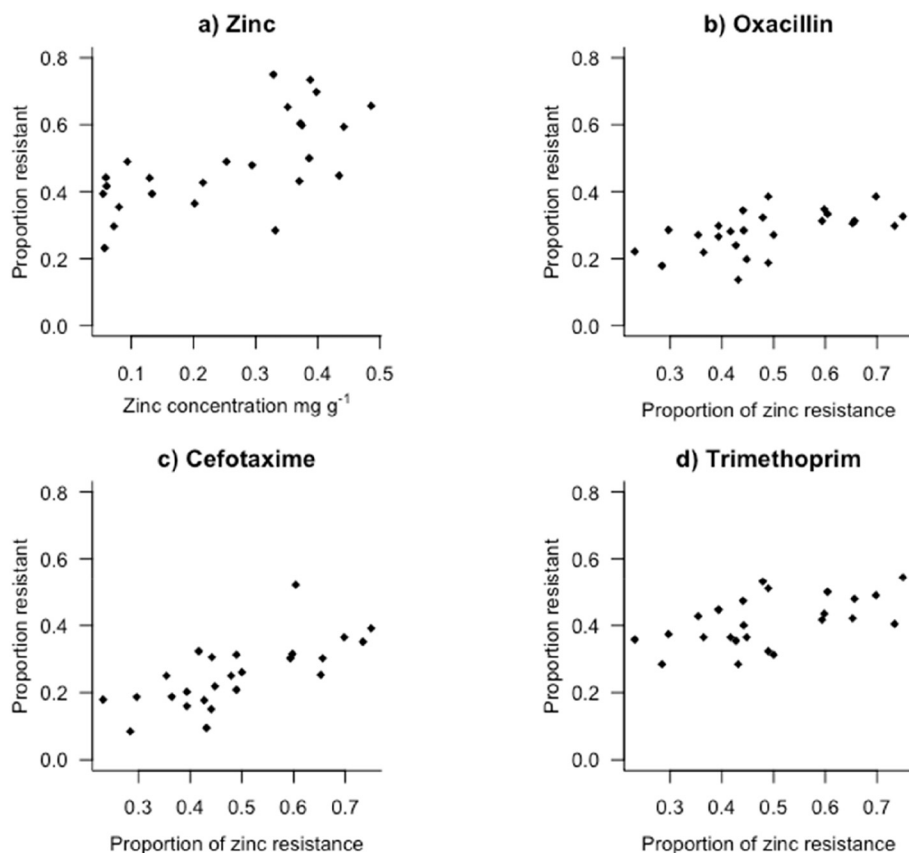 a) Zinc
Proportion resistant
0.8
0.6
0.4
0.2
0.0
0.1 0.2 0.3 0.4 0.5
Zinc concentration mg g⁻¹
b) Oxacillin
Proportion resistant
0.8
0.6
0.4
0.2
0.0
0.3 0.4 0.5 0.6 0.7
Proportion of zinc resistance
c) Cefotaxime
Proportion resistant
0.8
0.6
0.4
0.2
0.0
0.3 0.4 0.5 0.6 0.7
Proportion of zinc resistance
d) Trimethoprim
Proportion resistant
0.8
0.6
0.4
0.2
0.0
0.3 0.4 0.5 0.6 0.7
Proportion of zinc resistance